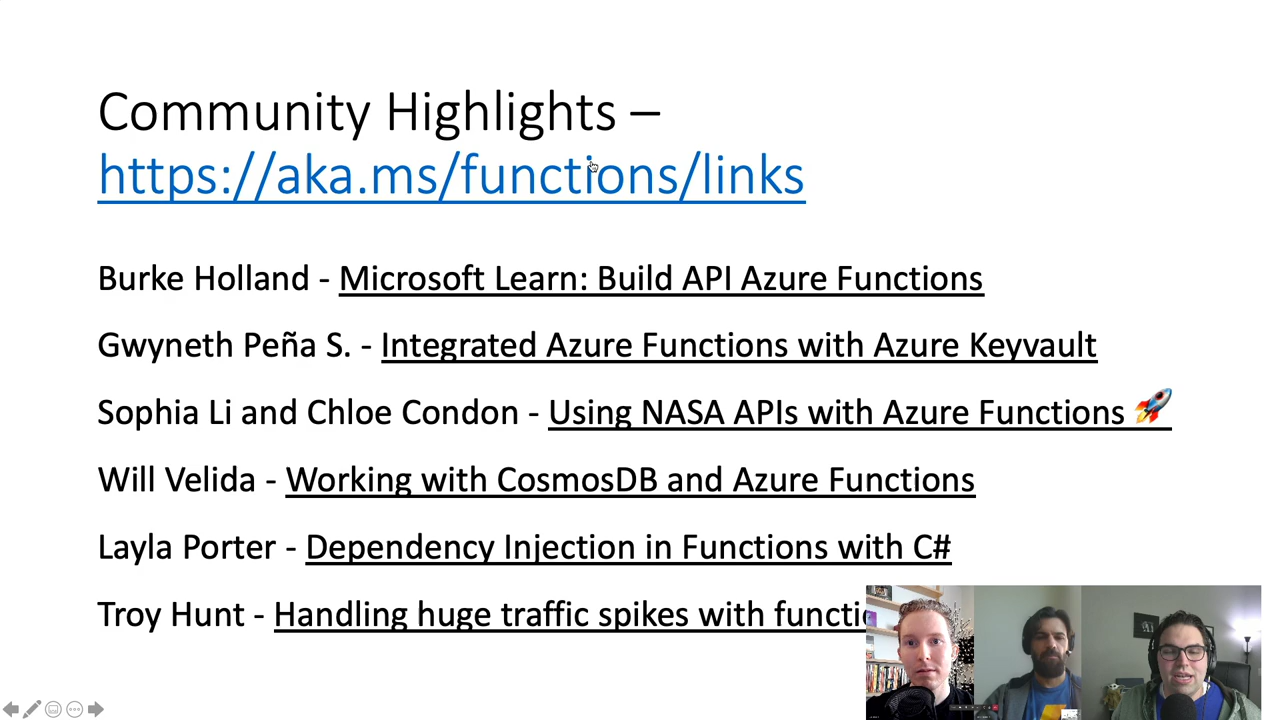 Community Highlights –
https://aka.ms/functions/links
Burke Holland - Microsoft Learn: Build API Azure Functions
Gwyneth Peña S. - Integrated Azure Functions with Azure Keyvault
Sophia Li and Chloe Condon - Using NASA APIs with Azure Functions 🚀
Will Velida - Working with CosmosDB and Azure Functions
Layla Porter - Dependency Injection in Functions with C#
Troy Hunt - Handling huge traffic spikes with